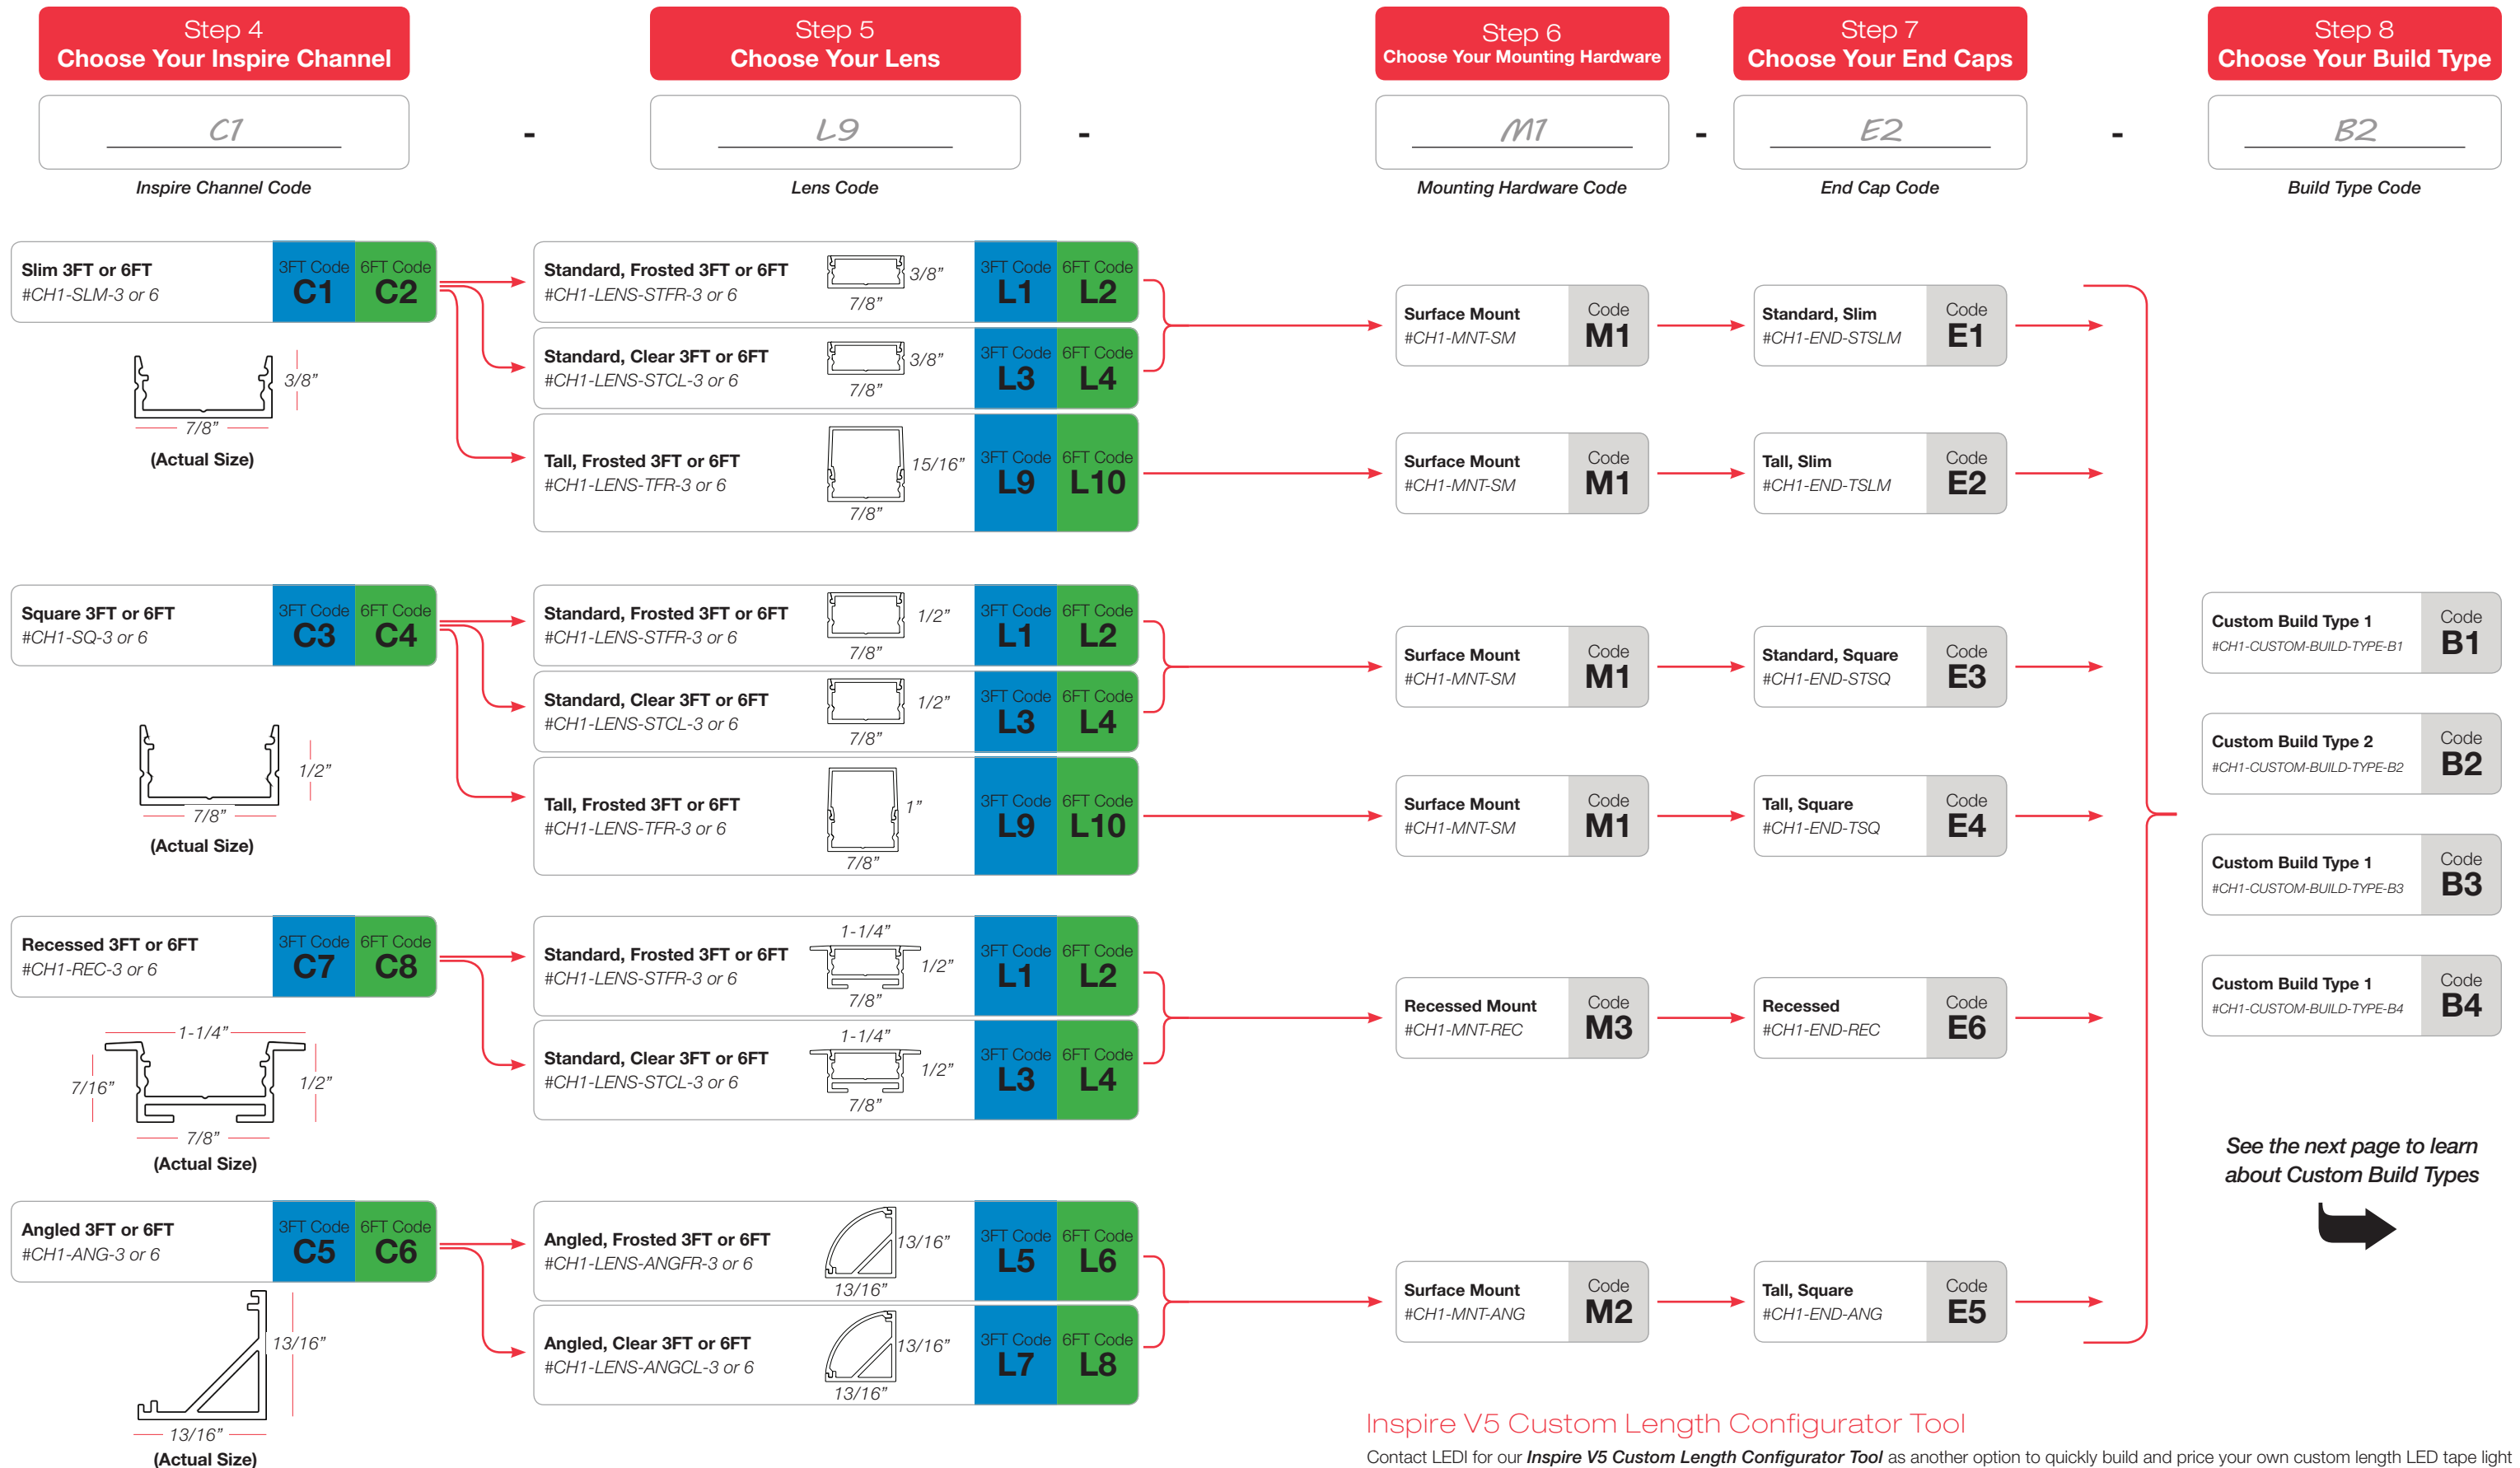 Step 4
Choose Your Inspire Channel
Step 5
Choose Your Lens
Step 6
Choose Your Mounting Hardware
Step 7
Choose Your End Caps
Step 8
Choose Your Build Type
C1 - L9 - M1 - E2 - B2
Inspire Channel Code
Lens Code
Mounting Hardware Code
End Cap Code
Build Type Code
Slim 3FT or 6FT
#CH1-SLM-3 or 6
3FT Code
C1
6FT Code
C2
3/8"
7/8"
(Actual Size)
Standard, Frosted 3FT or 6FT
#CH1-LENS-STFR-3 or 6
3/8"
7/8"
3FT Code
L1
6FT Code
L2
Standard, Clear 3FT or 6FT
#CH1-LENS-STCL-3 or 6
3/8"
7/8"
3FT Code
L3
6FT Code
L4
Tall, Frosted 3FT or 6FT
#CH1-LENS-TFR-3 or 6
15/16"
7/8"
3FT Code
L9
6FT Code
L10
Surface Mount
#CH1-MNT-SM
Code
M1
Standard, Slim
#CH1-END-STSLM
Code
E1
Surface Mount
#CH1-MNT-SM
Code
M1
Tall, Slim
#CH1-END-TSLM
Code
E2
Square 3FT or 6FT
#CH1-SQ-3 or 6
3FT Code
C3
6FT Code
C4
1/2"
7/8"
(Actual Size)
Standard, Frosted 3FT or 6FT
#CH1-LENS-STFR-3 or 6
1/2"
7/8"
3FT Code
L1
6FT Code
L2
Standard, Clear 3FT or 6FT
#CH1-LENS-STCL-3 or 6
1/2"
7/8"
3FT Code
L3
6FT Code
L4
Tall, Frosted 3FT or 6FT
#CH1-LENS-TFR-3 or 6
1"
7/8"
3FT Code
L9
6FT Code
L10
Surface Mount
#CH1-MNT-SM
Code
M1
Standard, Square
#CH1-END-STSQ
Code
E3
Surface Mount
#CH1-MNT-SM
Code
M1
Tall, Square
#CH1-END-TSQ
Code
E4
Recessed 3FT or 6FT
#CH1-REC-3 or 6
3FT Code
C7
6FT Code
C8
1-1/4"
7/16"
1/2"
7/8"
(Actual Size)
Standard, Frosted 3FT or 6FT
#CH1-LENS-STFR-3 or 6
1-1/4"
1/2"
7/8"
3FT Code
L1
6FT Code
L2
Standard, Clear 3FT or 6FT
#CH1-LENS-STCL-3 or 6
1-1/4"
1/2"
7/8"
3FT Code
L3
6FT Code
L4
Recessed Mount
#CH1-MNT-REC
Code
M3
Recessed
#CH1-END-REC
Code
E6
Angled 3FT or 6FT
#CH1-ANG-3 or 6
3FT Code
C5
6FT Code
C6
13/16"
13/16"
(Actual Size)
Angled, Frosted 3FT or 6FT
#CH1-LENS-ANGFR-3 or 6
13/16"
13/16"
3FT Code
L5
6FT Code
L6
Angled, Clear 3FT or 6FT
#CH1-LENS-ANGCL-3 or 6
13/16"
13/16"
3FT Code
L7
6FT Code
L8
Surface Mount
#CH1-MNT-ANG
Code
M2
Tall, Square
#CH1-END-ANG
Code
E5
Custom Build Type 1
#CH1-CUSTOM-BUILD-TYPE-B1
Code
B1
Custom Build Type 2
#CH1-CUSTOM-BUILD-TYPE-B2
Code
B2
Custom Build Type 1
#CH1-CUSTOM-BUILD-TYPE-B3
Code
B3
Custom Build Type 1
#CH1-CUSTOM-BUILD-TYPE-B4
Code
B4
See the next page to learn
about Custom Build Types
Inspire V5 Custom Length Configurator Tool
Contact LEDI for our Inspire V5 Custom Length Configurator Tool as another option to quickly build and price your own custom length LED tape light